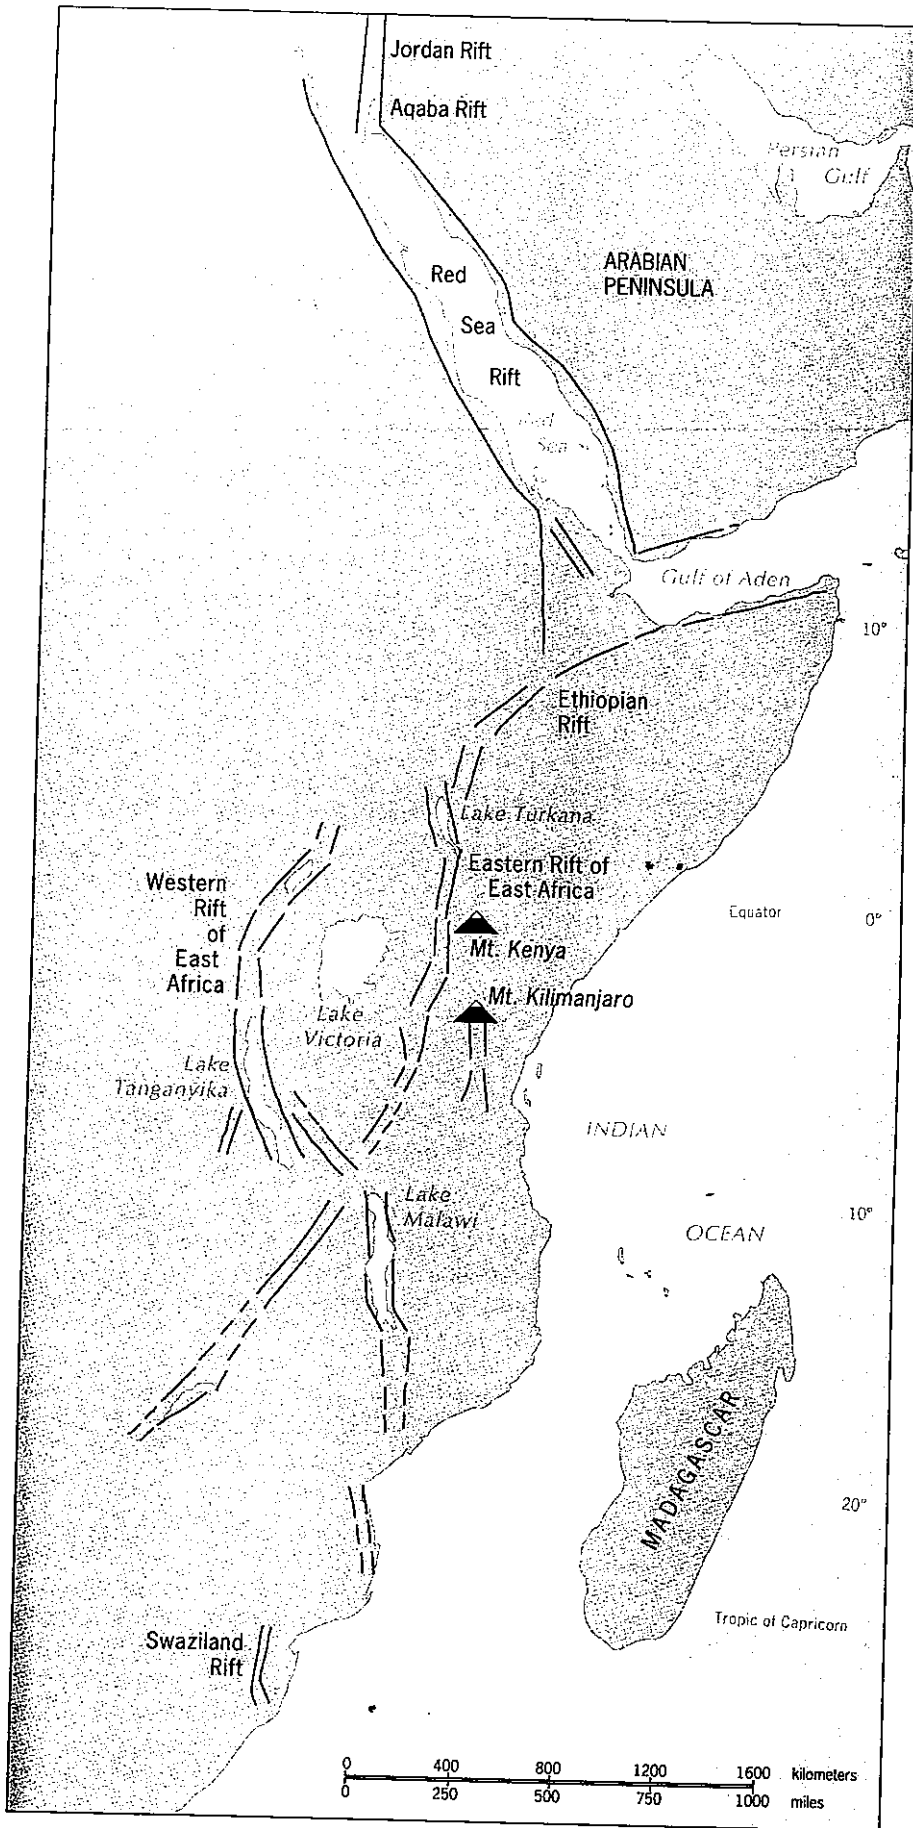 Jordan Rift
Aqaba Rift
Persian
Gulf
ARABIAN
PENINSULA
Red
Sea
Rift
Red
Sea
Gulf of Aden
10°
Ethiopian
Rift
Lake Turkana
Eastern Rift of
East Africa
Western
Rift
of
East
Africa
Equator
0°
Mt. Kenya
Mt. Kilimanjaro
Lake
Victoria
Lake
Tanganyika
INDIAN
Lake
Malawi
10°
OCEAN
MADAGASCAR
20°
Tropic of Capricorn
Swaziland
Rift
0 400 800 1200 1600 kilometers
0 250 500 750 1000 miles